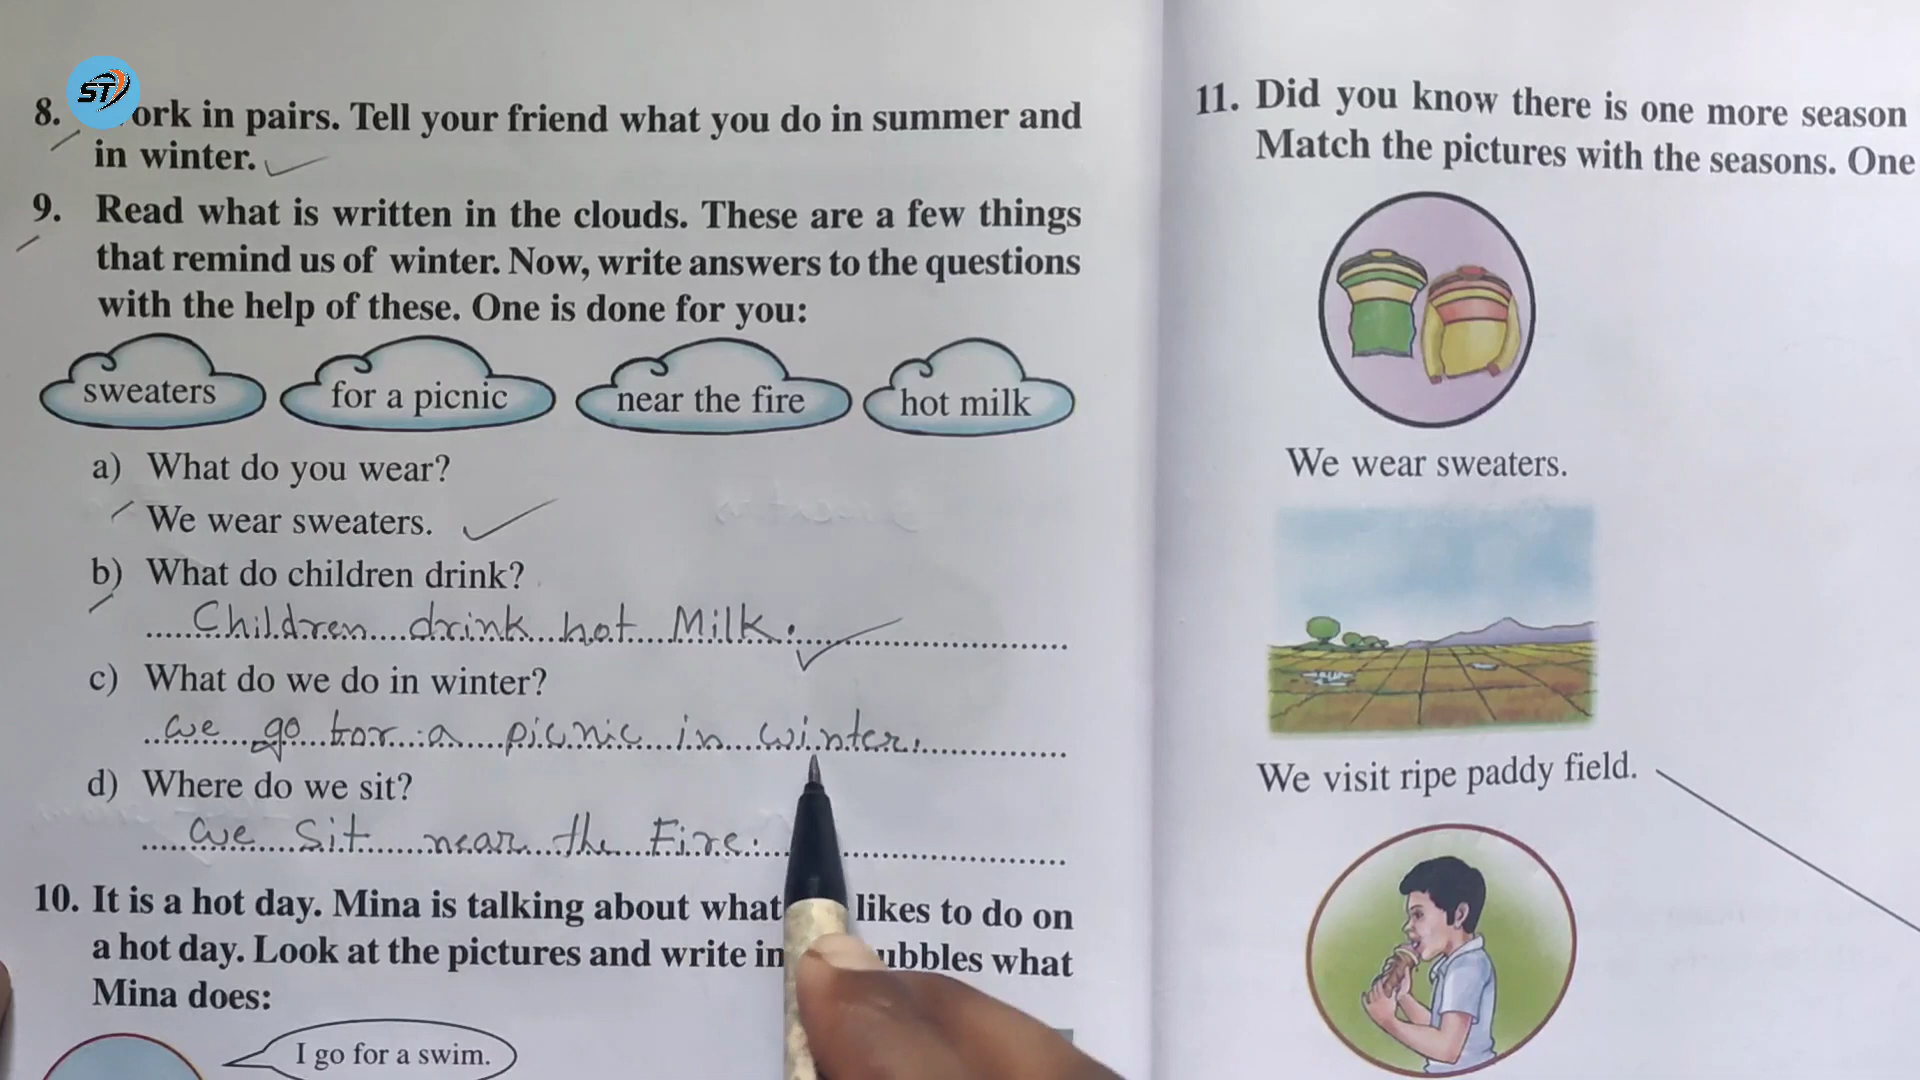 ST
8. ork in pairs. Tell your friend what you do in summer and
in winter.
9. Read what is written in the clouds. These are a few things
that remind us of winter. Now, write answers to the questions
with the help of these. One is done for you:
sweaters
for a picnic
near the fire
hot milk
a) What do you wear?
We wear sweaters.
b) What do children drink?
Children drink hot Milk.
c) What do we do in winter?
we go for a picnic in winter.
d) Where do we sit?
we Sit near the Fire.
10. It is a hot day. Mina is talking about what likes to do on
a hot day. Look at the pictures and write in ubbles what
Mina does:
I go for a swim.
11. Did you know there is one more season
Match the pictures with the seasons. One
We wear sweaters.
We visit ripe paddy field.